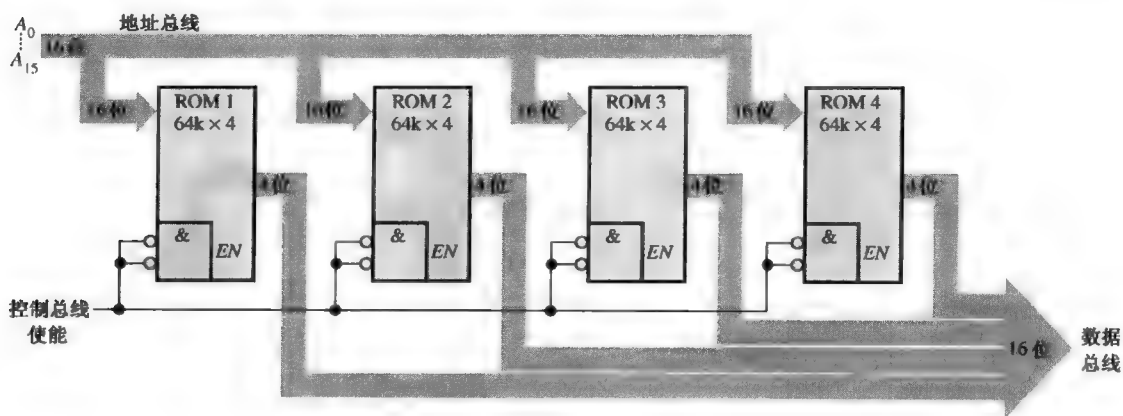 A₀
地址总线
A₁₅
16位
16位
16位
16位
16位
ROM 1
64k × 4
ROM 2
64k × 4
ROM 3
64k × 4
ROM 4
64k × 4
4位
4位
4位
4位
&
EN
&
EN
&
EN
&
EN
控制总线
使能
16位
数据
总线